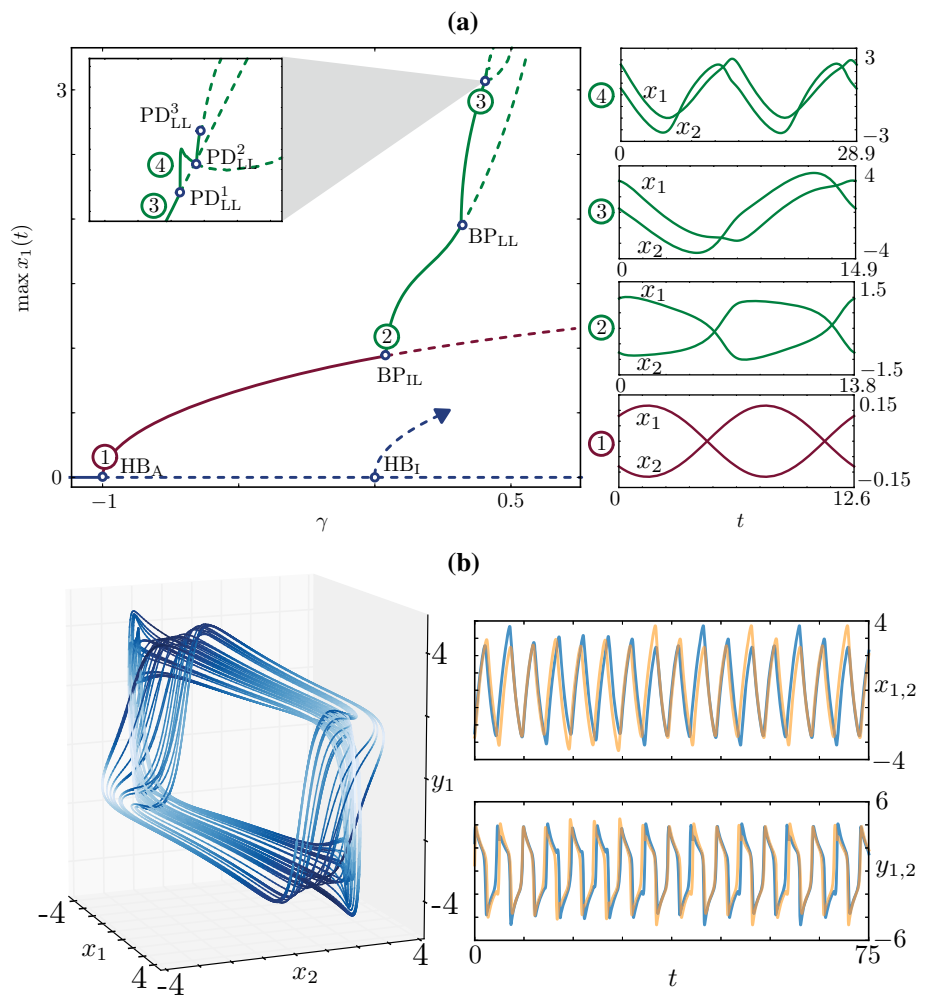 (a)
3
max x₁(t)
0
−1
0.5
γ
PD³LL
PD²LL
PD¹LL
4
3
3
BPLL
2
BPIL
1
HBA
HBI
4
x₁
x₂
3
−3
0
28.9
3
x₁
x₂
4
−4
0
14.9
2
x₁
x₂
1.5
−1.5
0
13.8
1
x₁
x₂
0.15
−0.15
0
12.6
t
(b)
4
y₁
-4
-4
x₁
4
-4
x₂
4
4
x₁,₂
−4
6
y₁,₂
−6
0
75
t